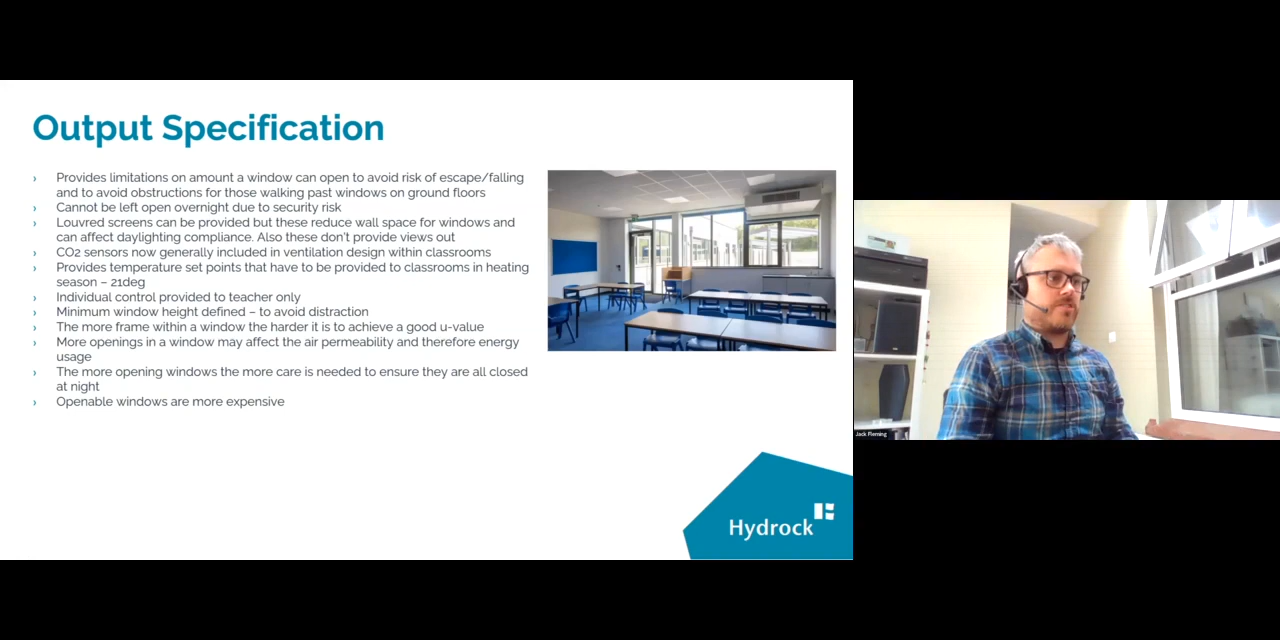 Output Specification
› Provides limitations on amount a window can open to avoid risk of escape/falling
and to avoid obstructions for those walking past windows on ground floors
› Cannot be left open overnight due to security risk
› Louvred screens can be provided but these reduce wall space for windows and
can affect daylighting compliance. Also these don't provide views out
› CO2 sensors now generally included in ventilation design within classrooms
› Provides temperature set points that have to be provided to classrooms in heating
season – 21deg
› Individual control provided to teacher only
› Minimum window height defined – to avoid distraction
› The more frame within a window the harder it is to achieve a good u-value
› More openings in a window may affect the air permeability and therefore energy
usage
› The more opening windows the more care is needed to ensure they are all closed
at night
› Openable windows are more expensive
Hydrock
Jack Fleming